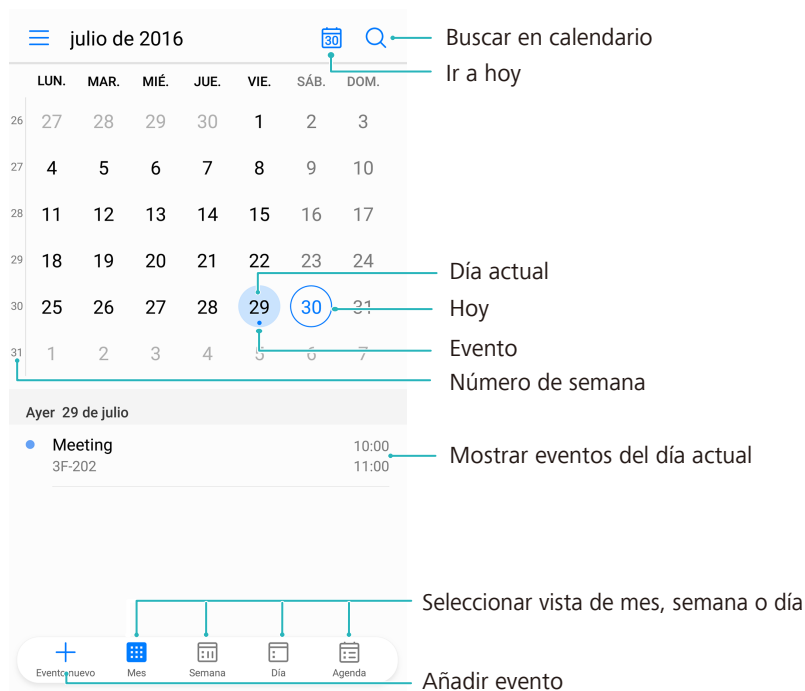 julio de 2016
30
Buscar en calendario
Ir a hoy
LUN. MAR. MIÉ. JUE. VIE. SÁB. DOM.
26 27 28 29 30 1 2 3
27 4 5 6 7 8 9 10
28 11 12 13 14 15 16 17
29 18 19 20 21 22 23 24
Día actual
30 25 26 27 28 29 30 31
Hoy
Evento
31 1 2 3 4 5 6 7
Número de semana
Ayer 29 de julio
Meeting 10:00
3F-202 11:00
Mostrar eventos del día actual
Seleccionar vista de mes, semana o día
Evento nuevo Mes Semana Día Agenda
Añadir evento